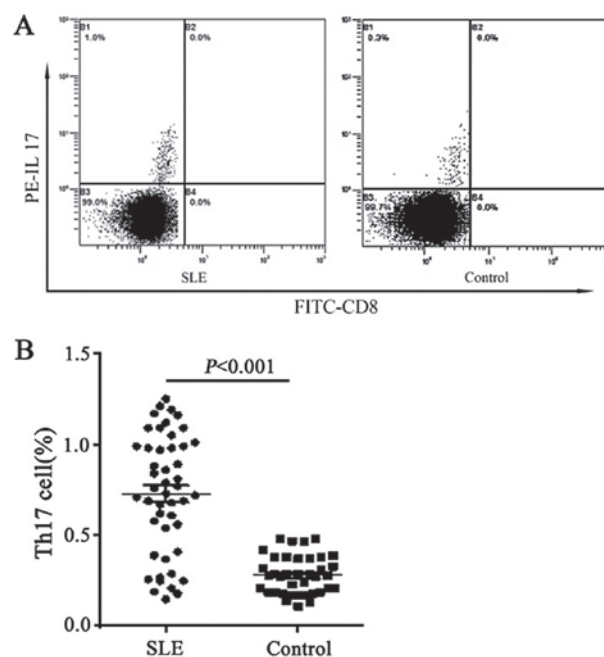 A
B1
1.0%
B2
0.0%
B3
99.0%
B4
0.0%
B1
0.3%
B2
0.0%
B3
99.7%
B4
0.0%
PE-IL 17
SLE
Control
FITC-CD8
B
P<0.001
Th17 cell(%)
1.5
1.0
0.5
0.0
SLE
Control